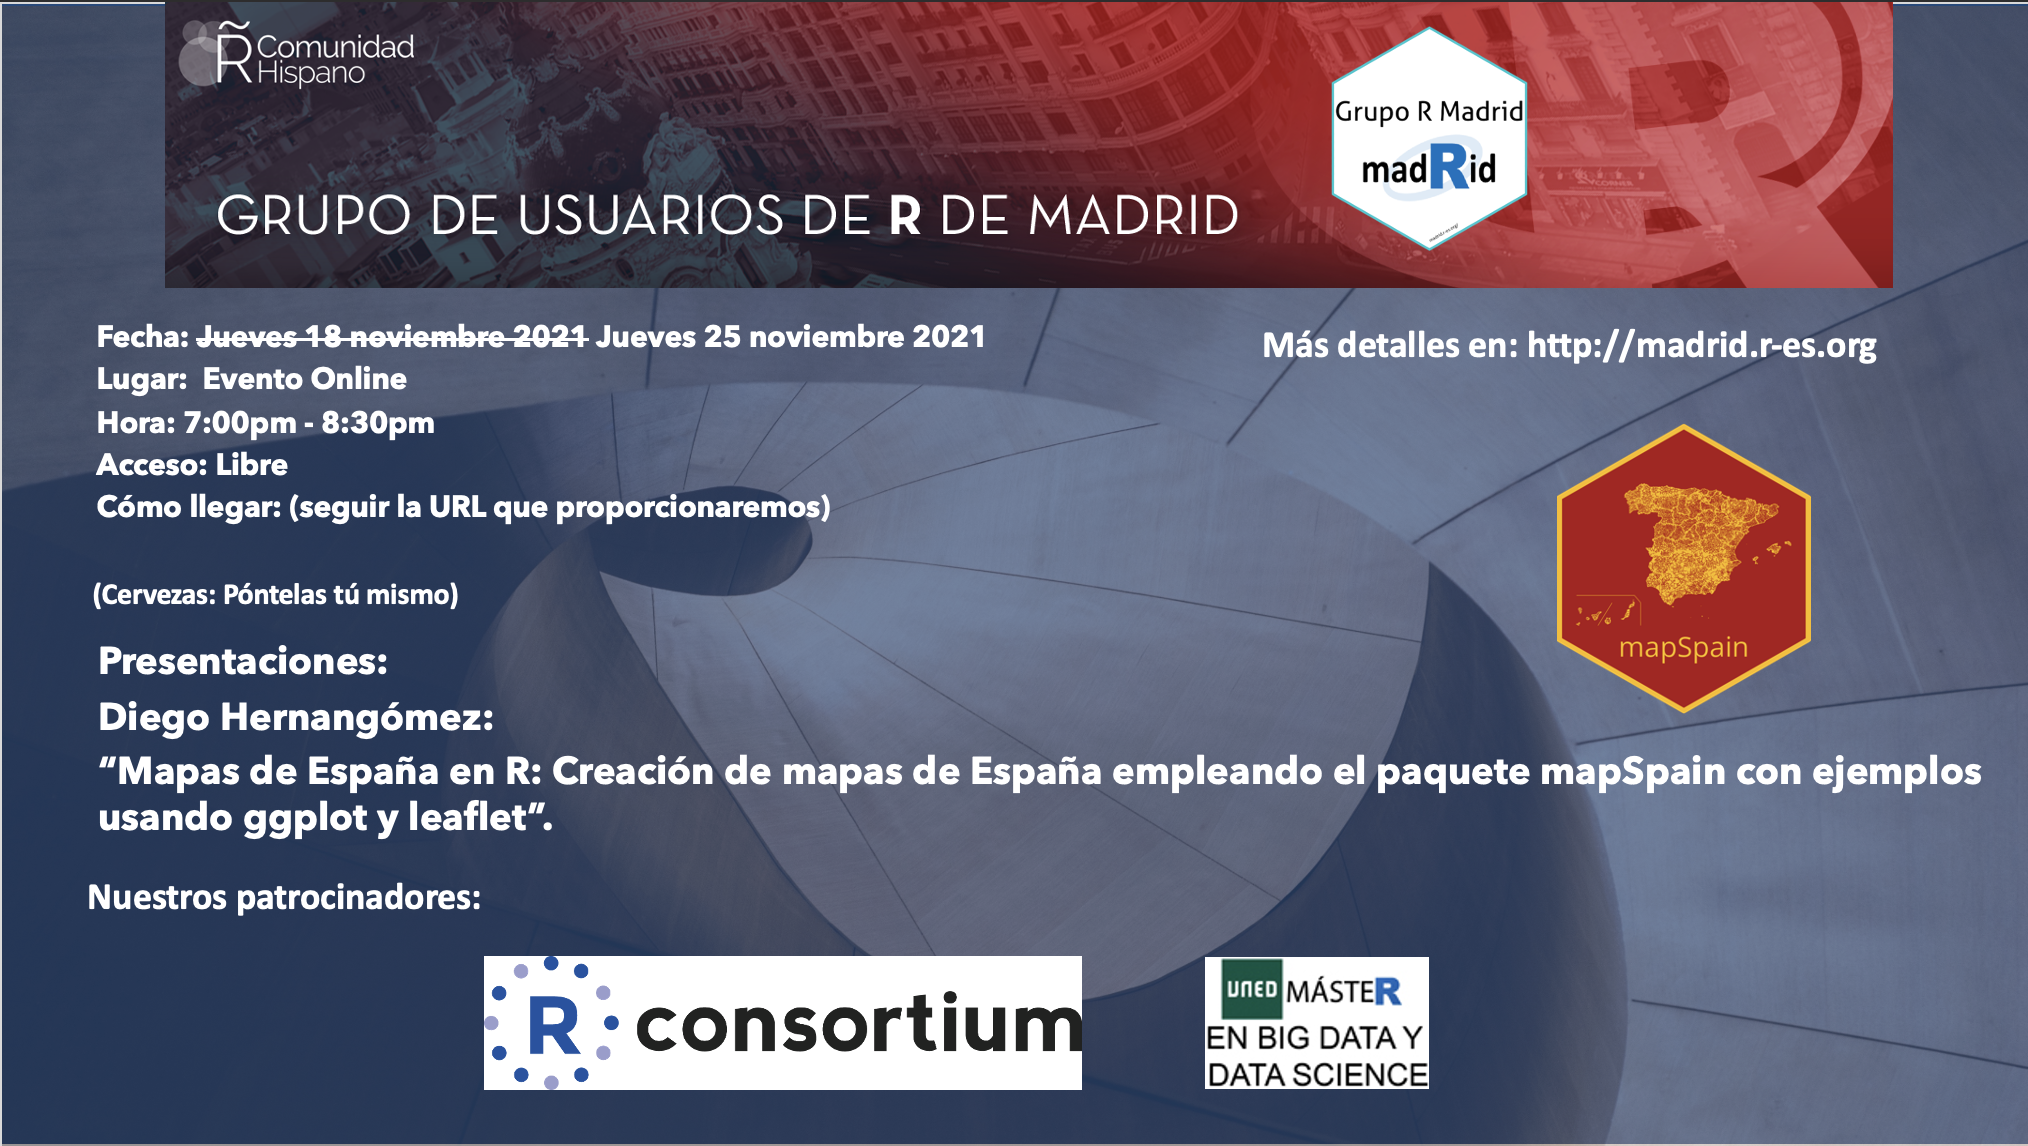 R̃ Comunidad
Hispano
GRUPO DE USUARIOS DE R DE MADRID
Grupo R Madrid
madRid
madrid.r-es.org
Fecha: Jueves 18 noviembre 2021 Jueves 25 noviembre 2021
Lugar: Evento Online
Hora: 7:00pm - 8:30pm
Acceso: Libre
Cómo llegar: (seguir la URL que proporcionaremos)
(Cervezas: Póntelas tú mismo)
Más detalles en: http://madrid.r-es.org
mapSpain
Presentaciones:
Diego Hernangómez:
“Mapas de España en R: Creación de mapas de España empleando el paquete mapSpain con ejemplos
usando ggplot y leaflet”.
Nuestros patrocinadores:
R consortium
UNED MÁSTER
EN BIG DATA Y
DATA SCIENCE